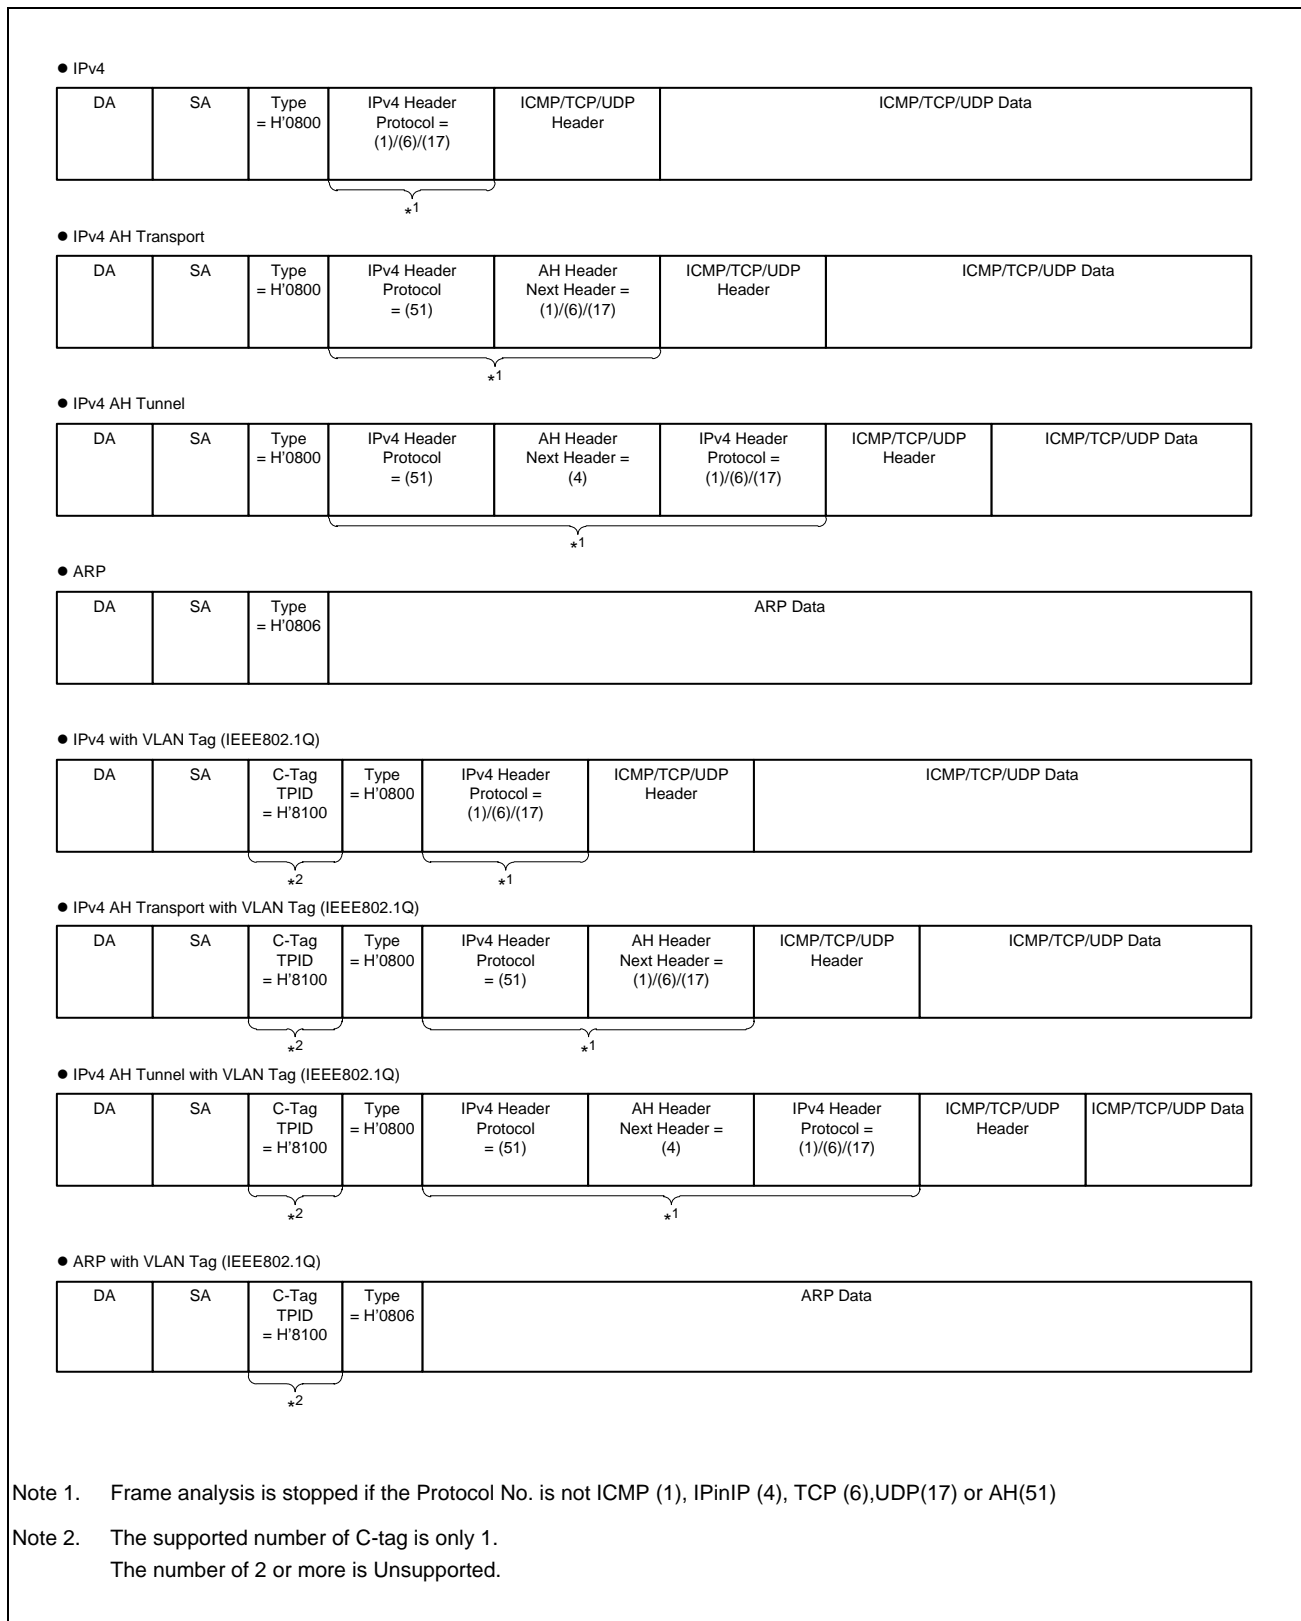 ● IPv4
DA SA Type = H'0800 IPv4 Header Protocol = (1)/(6)/(17) ICMP/TCP/UDP Header ICMP/TCP/UDP Data
*1
● IPv4 AH Transport
DA SA Type = H'0800 IPv4 Header Protocol = (51) AH Header Next Header = (1)/(6)/(17) ICMP/TCP/UDP Header ICMP/TCP/UDP Data
*1
● IPv4 AH Tunnel
DA SA Type = H'0800 IPv4 Header Protocol = (51) AH Header Next Header = (4) IPv4 Header Protocol = (1)/(6)/(17) ICMP/TCP/UDP Header ICMP/TCP/UDP Data
*1
● ARP
DA SA Type = H'0806 ARP Data
● IPv4 with VLAN Tag (IEEE802.1Q)
DA SA C-Tag TPID = H'8100 Type = H'0800 IPv4 Header Protocol = (1)/(6)/(17) ICMP/TCP/UDP Header ICMP/TCP/UDP Data
*2 *1
● IPv4 AH Transport with VLAN Tag (IEEE802.1Q)
DA SA C-Tag TPID = H'8100 Type = H'0800 IPv4 Header Protocol = (51) AH Header Next Header = (1)/(6)/(17) ICMP/TCP/UDP Header ICMP/TCP/UDP Data
*2 *1
● IPv4 AH Tunnel with VLAN Tag (IEEE802.1Q)
DA SA C-Tag TPID = H'8100 Type = H'0800 IPv4 Header Protocol = (51) AH Header Next Header = (4) IPv4 Header Protocol = (1)/(6)/(17) ICMP/TCP/UDP Header ICMP/TCP/UDP Data
*2 *1
● ARP with VLAN Tag (IEEE802.1Q)
DA SA C-Tag TPID = H'8100 Type = H'0806 ARP Data
*2
Note 1. Frame analysis is stopped if the Protocol No. is not ICMP (1), IPinIP (4), TCP (6),UDP(17) or AH(51)
Note 2. The supported number of C-tag is only 1.
The number of 2 or more is Unsupported.